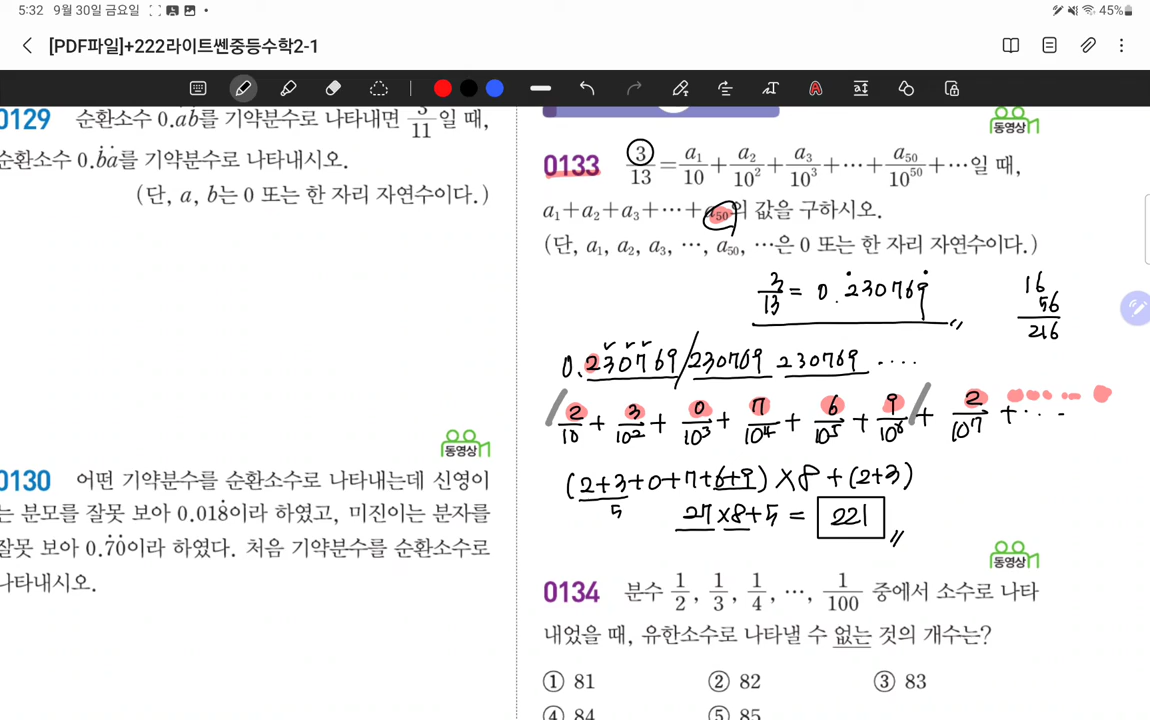 5:32 9월 30일 금요일 45%
[PDF파일]+222라이트쎈중등수학2-1
0129 순환소수 0.ȧḃ를 기약분수로 나타내면 3/11일 때,
순환소수 0.ḃȧ를 기약분수로 나타내시오.
(단, a, b는 0 또는 한 자리 자연수이다.)
동영상
0130 어떤 기약분수를 순환소수로 나타내는데 신영이
는 분모를 잘못 보아 0.018̇이라 하였고, 미진이는 분자를
잘못 보아 0.7̇0̇이라 하였다. 처음 기약분수를 순환소수로
나타내시오.
동영상
0133 3/13 = a₁/10 + a₂/10² + a₃/10³ + ⋯ + a₅₀/10⁵⁰ + ⋯일 때,
a₁+a₂+a₃+⋯+a₅₀의 값을 구하시오.
(단, a₁, a₂, a₃, ⋯, a₅₀, ⋯은 0 또는 한 자리 자연수이다.)
3/13 = 0.2̇30769̇
16
56
216
0.230769/230769 230769 ....
2/10 + 3/10² + 0/10³ + 7/10⁴ + 6/10⁵ + 9/10⁶ + 2/10⁷ + ....
(2+3+0+7+6+9)×8+(2+3)
5
27×8+5 = 221
동영상
0134 분수 1/2, 1/3, 1/4, ⋯, 1/100 중에서 소수로 나타
내었을 때, 유한소수로 나타낼 수 없는 것의 개수는?
① 81 ② 82 ③ 83
④ 84 ⑤ 85